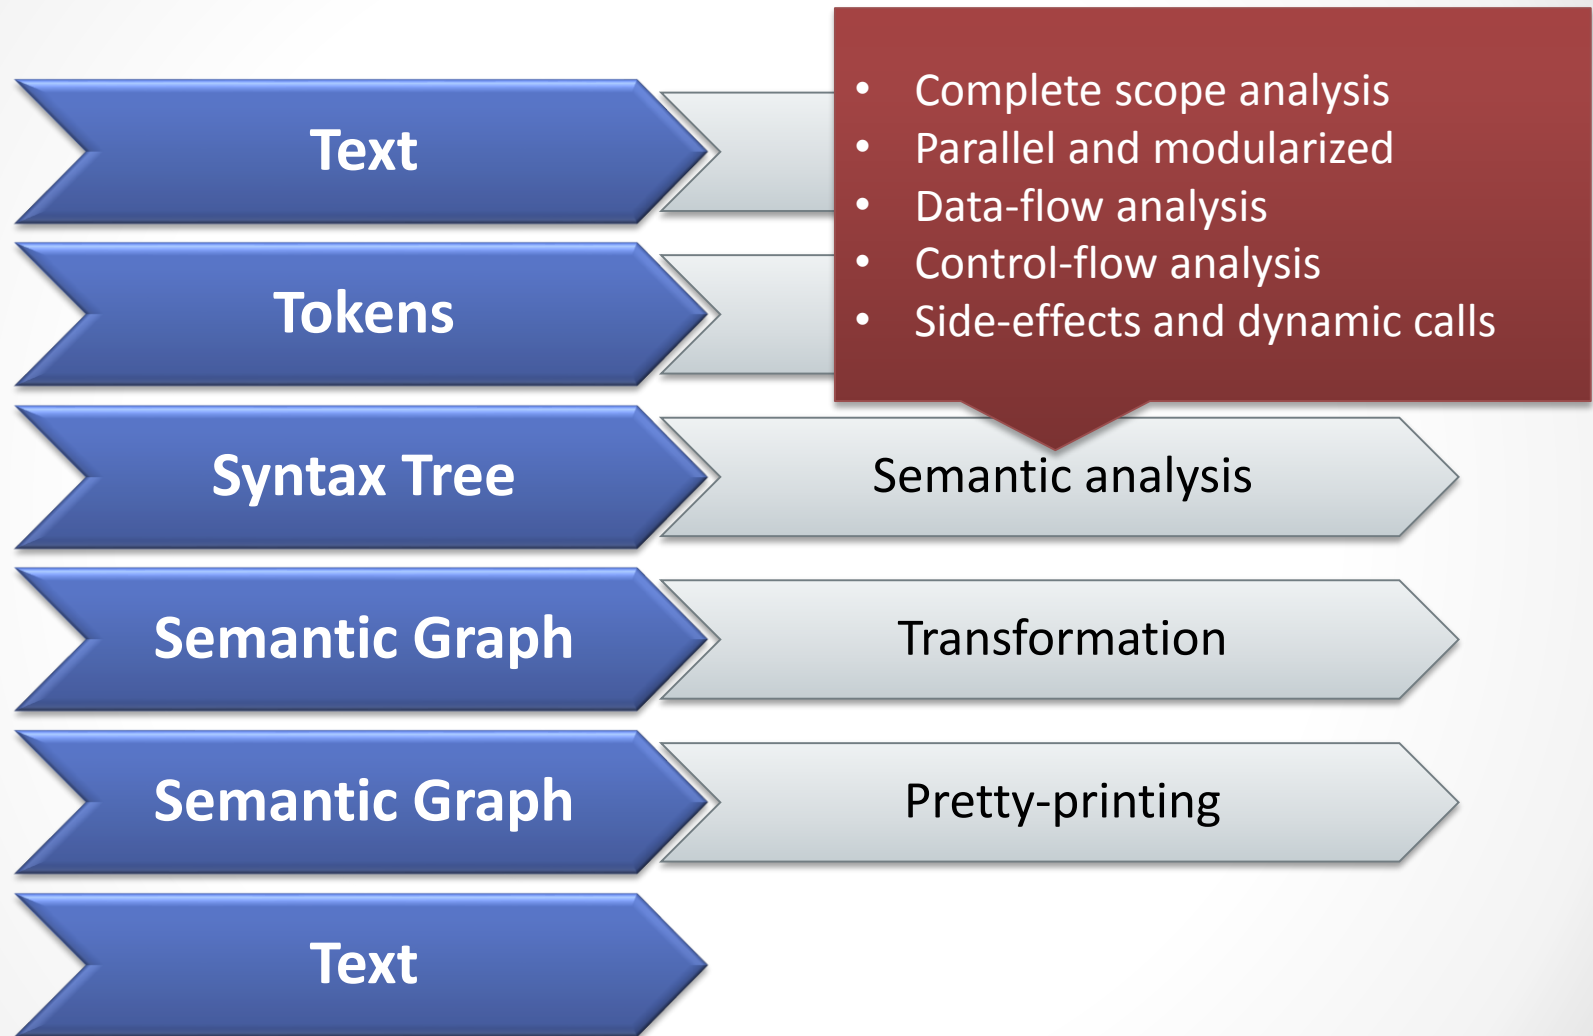 Text
• Complete scope analysis
• Parallel and modularized
• Data-flow analysis
• Control-flow analysis
• Side-effects and dynamic calls
Tokens
Syntax Tree
Semantic analysis
Semantic Graph
Transformation
Semantic Graph
Pretty-printing
Text